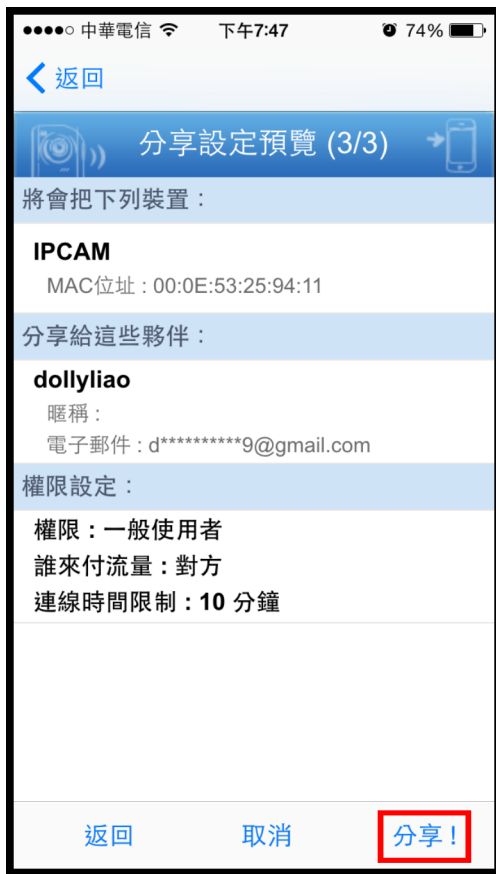 中華電信 下午7:47 74%
返回
分享設定預覽 (3/3)
將會把下列裝置：
IPCAM
MAC位址 : 00:0E:53:25:94:11
分享給這些夥伴：
dollyliao
暱稱 :
電子郵件 : d**********9@gmail.com
權限設定：
權限：一般使用者
誰來付流量：對方
連線時間限制：10 分鐘
返回 取消 分享！